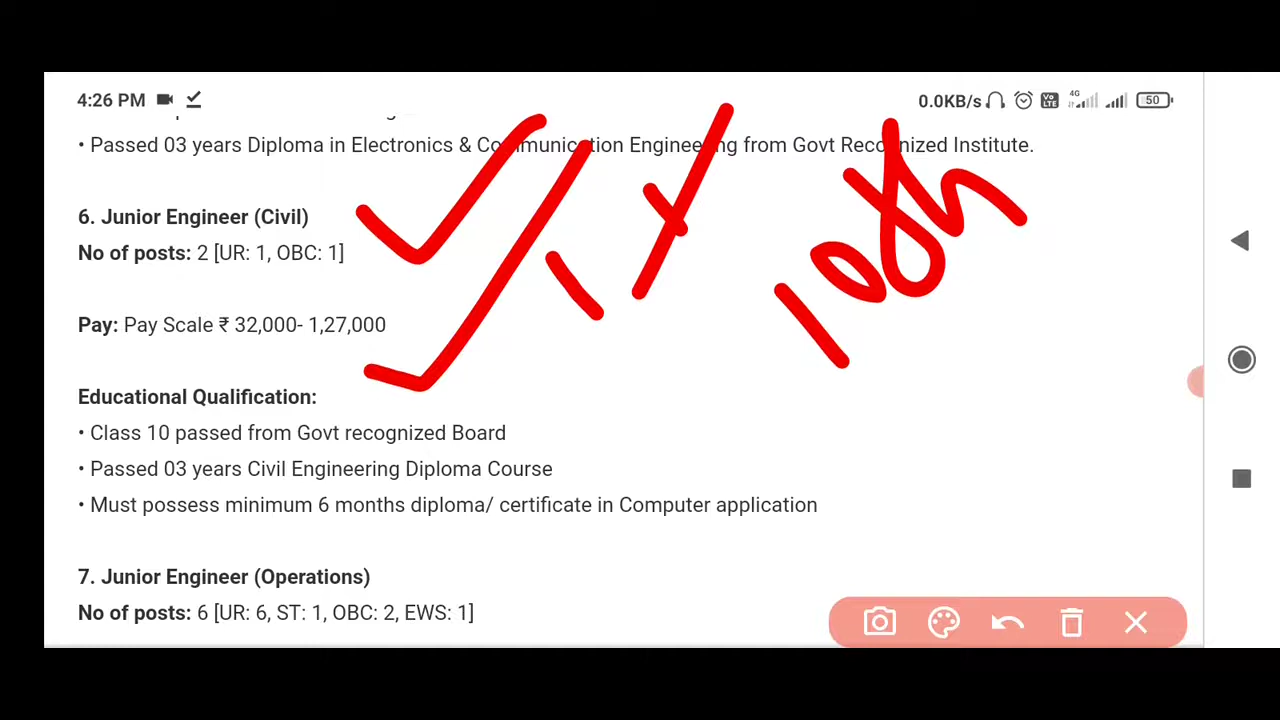 4:26 PM 0.0KB/s Vo LTE 4G 50
• Passed 03 years Diploma in Electronics & Communication Engineering from Govt Recognized Institute.
6. Junior Engineer (Civil)
No of posts: 2 [UR: 1, OBC: 1]
10th
Pay: Pay Scale ₹ 32,000- 1,27,000
Educational Qualification:
• Class 10 passed from Govt recognized Board
• Passed 03 years Civil Engineering Diploma Course
• Must possess minimum 6 months diploma/ certificate in Computer application
7. Junior Engineer (Operations)
No of posts: 6 [UR: 6, ST: 1, OBC: 2, EWS: 1]